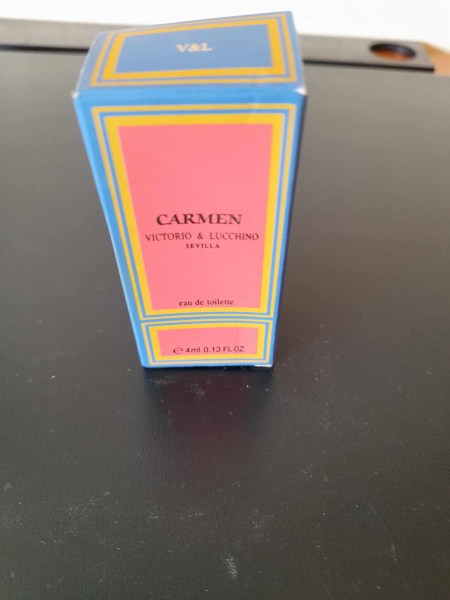 V&L
CARMEN
VICTORIO & LUCCHINO
SEVILLA
eau de toilette
℮ 4ml 0.13 FL OZ